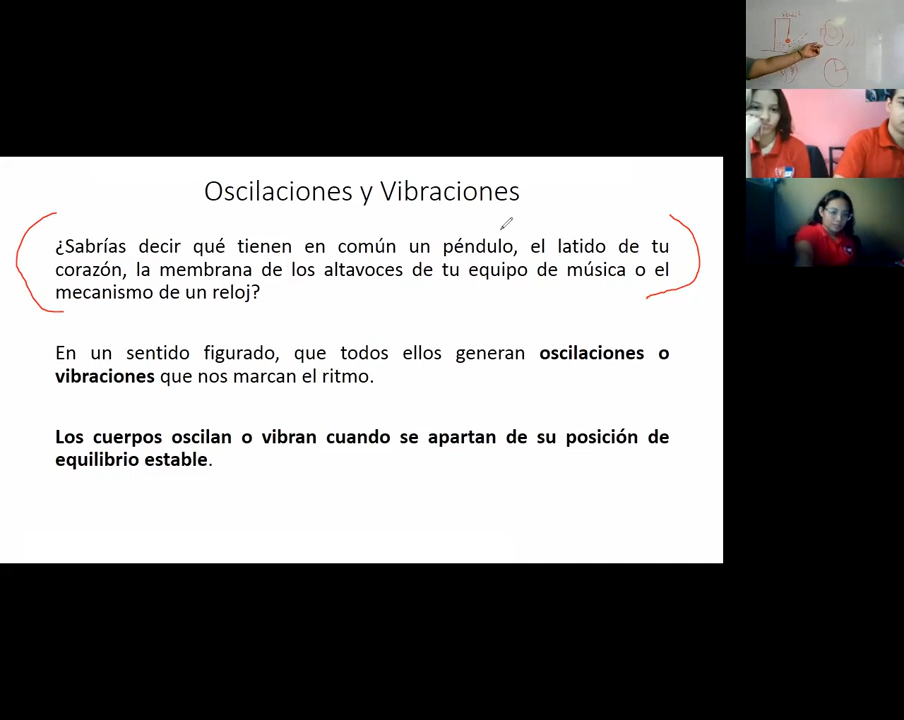 Oscilaciones y Vibraciones
¿Sabrías decir qué tienen en común un péndulo, el latido de tu
corazón, la membrana de los altavoces de tu equipo de música o el
mecanismo de un reloj?
En un sentido figurado, que todos ellos generan oscilaciones o
vibraciones que nos marcan el ritmo.
Los cuerpos oscilan o vibran cuando se apartan de su posición de
equilibrio estable.